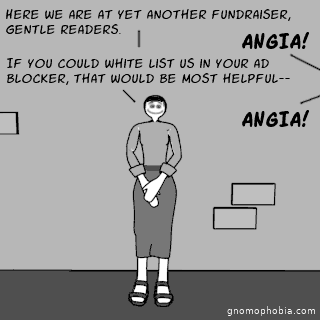 HERE WE ARE AT YET ANOTHER FUNDRAISER,
GENTLE READERS.
ANGIA!
IF YOU COULD WHITE LIST US IN YOUR AD
BLOCKER, THAT WOULD BE MOST HELPFUL--
ANGIA!
gnomophobia.com